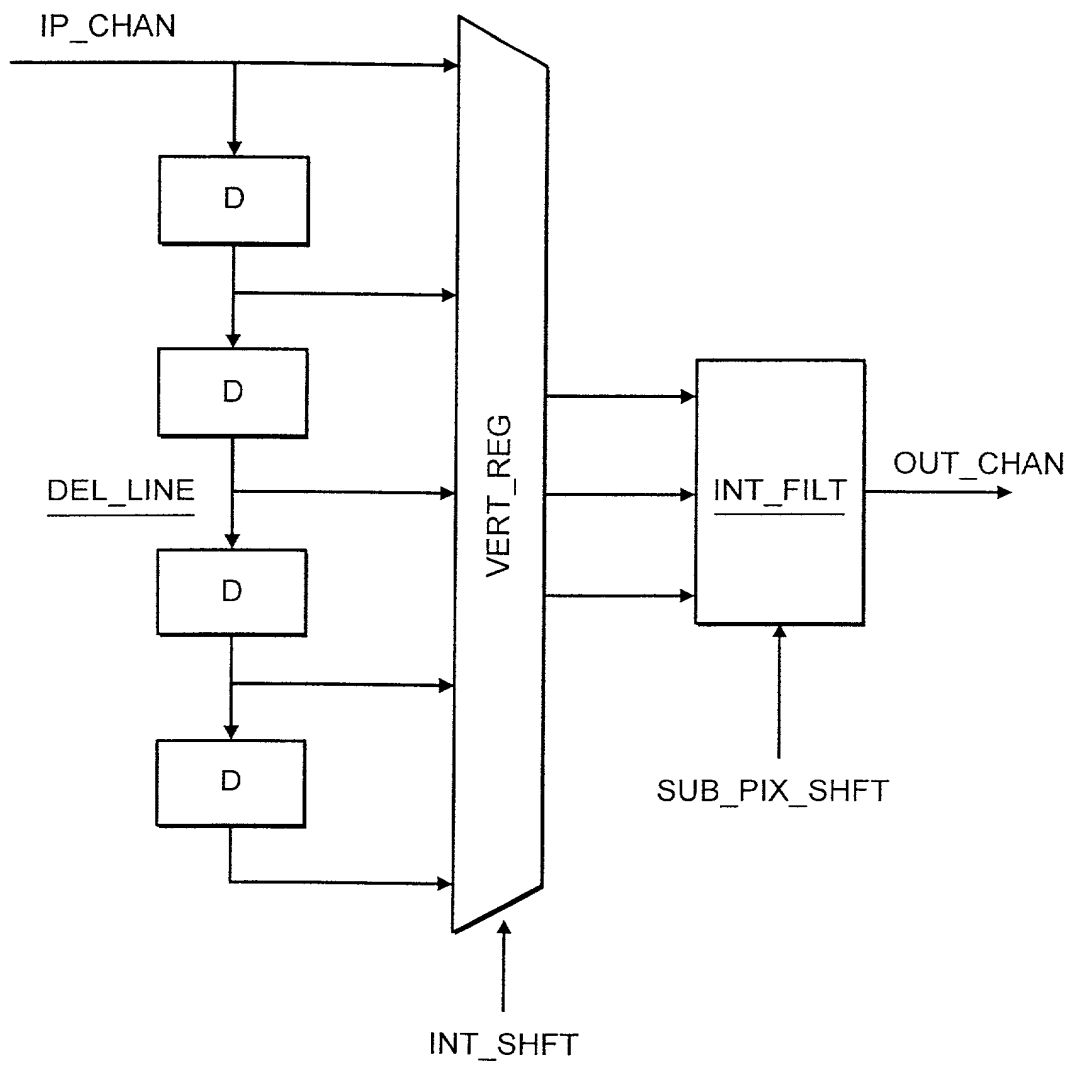 IP_CHAN
D
D
DEL_LINE
D
D
VERT_REG
INT_FILT
OUT_CHAN
SUB_PIX_SHFT
INT_SHFT